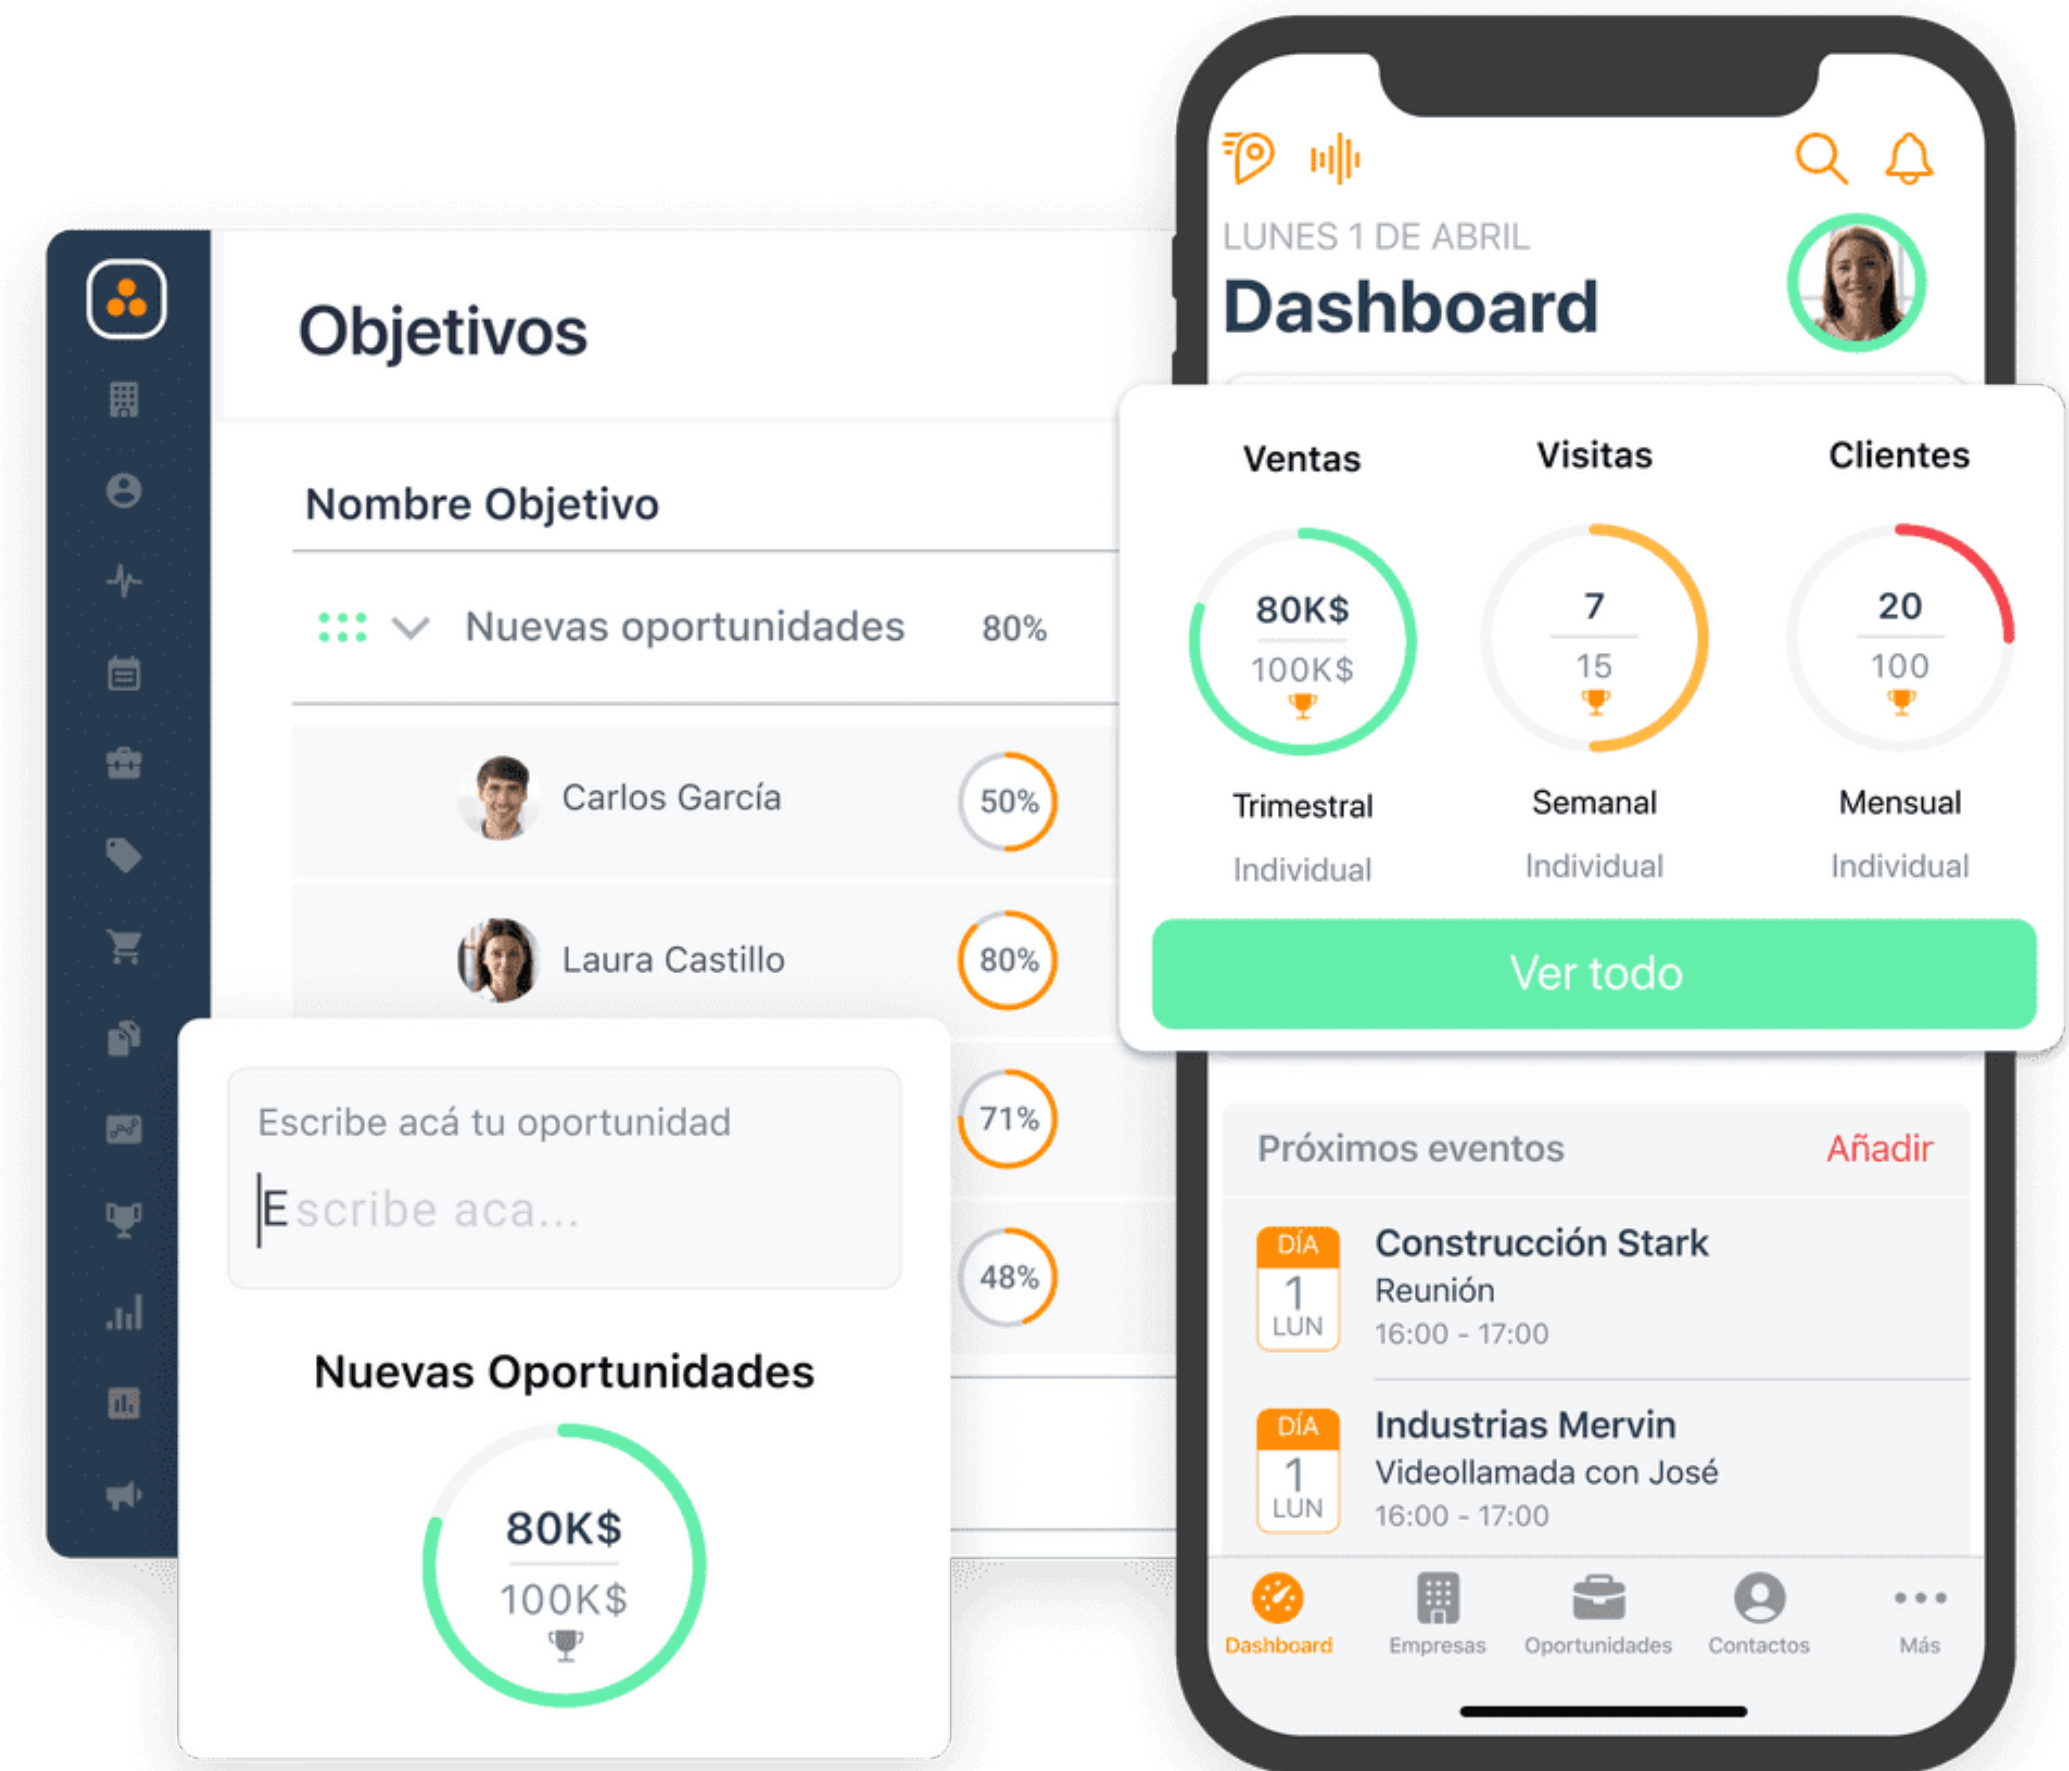 Objetivos
Nombre Objetivo
Nuevas oportunidades 80%
Carlos García 50%
Laura Castillo 80%
71%
48%
Escribe acá tu oportunidad
Escribe aca...
Nuevas Oportunidades
80K$
100K$
LUNES 1 DE ABRIL
Dashboard
Ventas Visitas Clientes
80K$ 7 20
100K$ 15 100
Trimestral Semanal Mensual
Individual Individual Individual
Ver todo
Próximos eventos Añadir
DÍA
1
LUN
Construcción Stark
Reunión
16:00 - 17:00
DÍA
1
LUN
Industrias Mervin
Videollamada con José
16:00 - 17:00
Dashboard Empresas Oportunidades Contactos Más